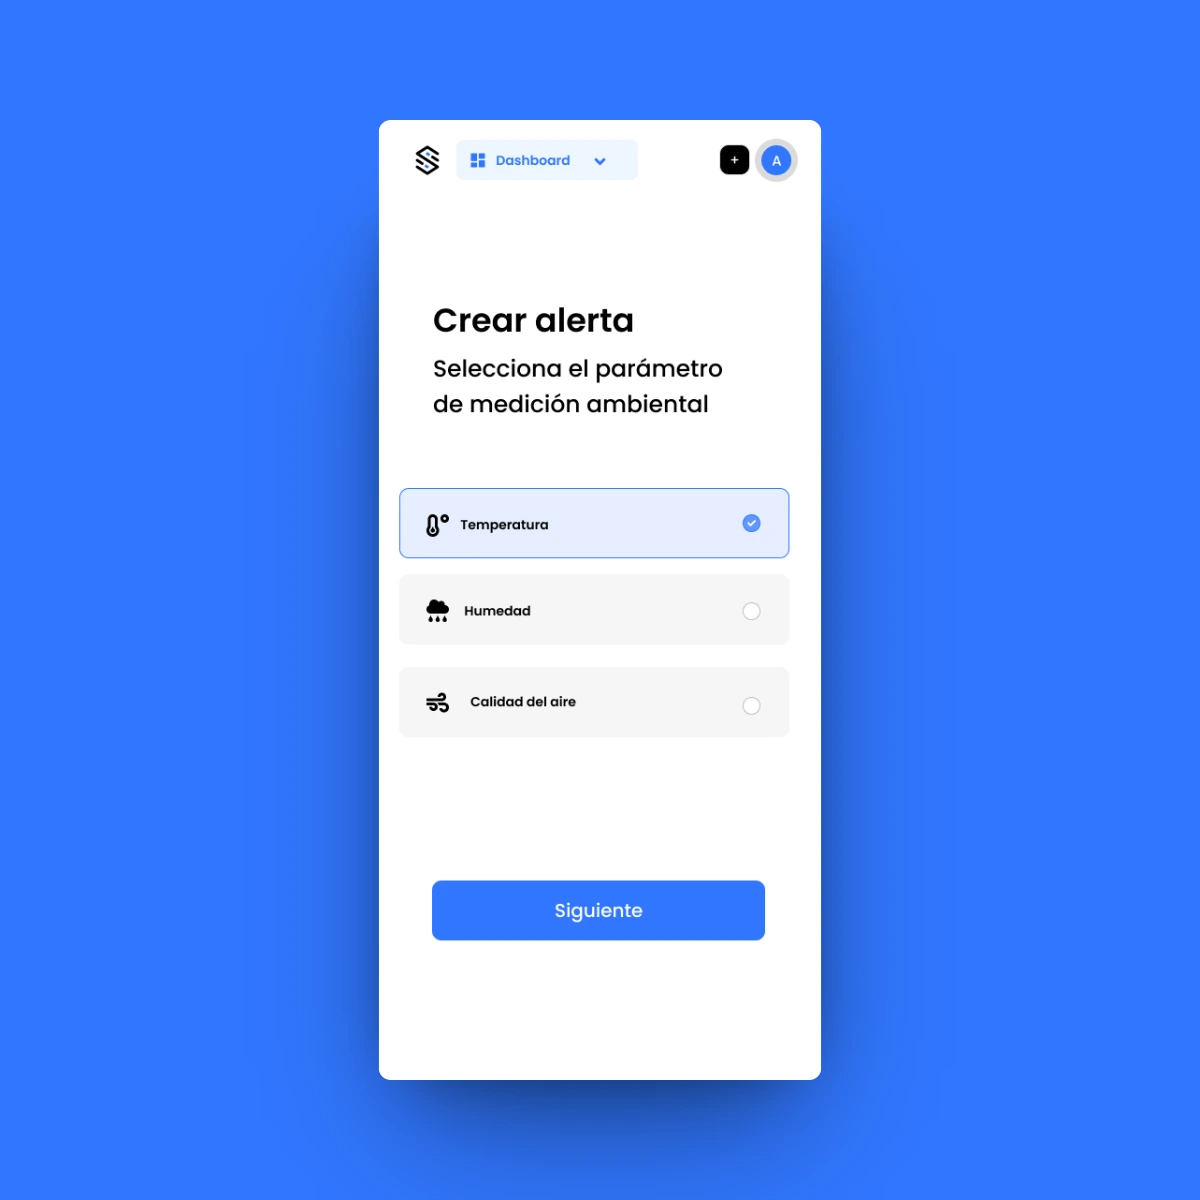 Dashboard
+
A
Crear alerta
Selecciona el parámetro
de medición ambiental
Temperatura
Humedad
Calidad del aire
Siguiente